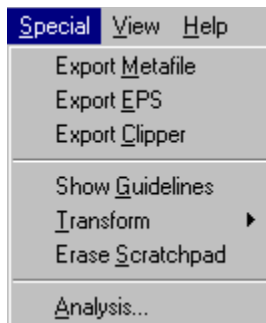 Special View Help
Export Metafile
Export EPS
Export Clipper
Show Guidelines
Transform
Erase Scratchpad
Analysis...